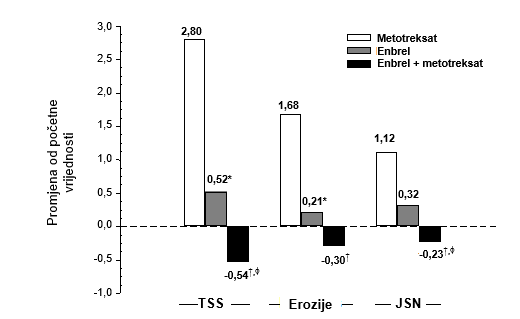 3,0
2,5
2,0
1,5
1,0
0,5
0,0
-0,5
-1,0
Promjena od početne
vrijednosti
2,80
0,52*
-0,54†,ϕ
1,68
0,21*
-0,30†
1,12
0,32
-0,23†,ϕ
Metotreksat
Enbrel
Enbrel + metotreksat
TSS
Erozije
JSN